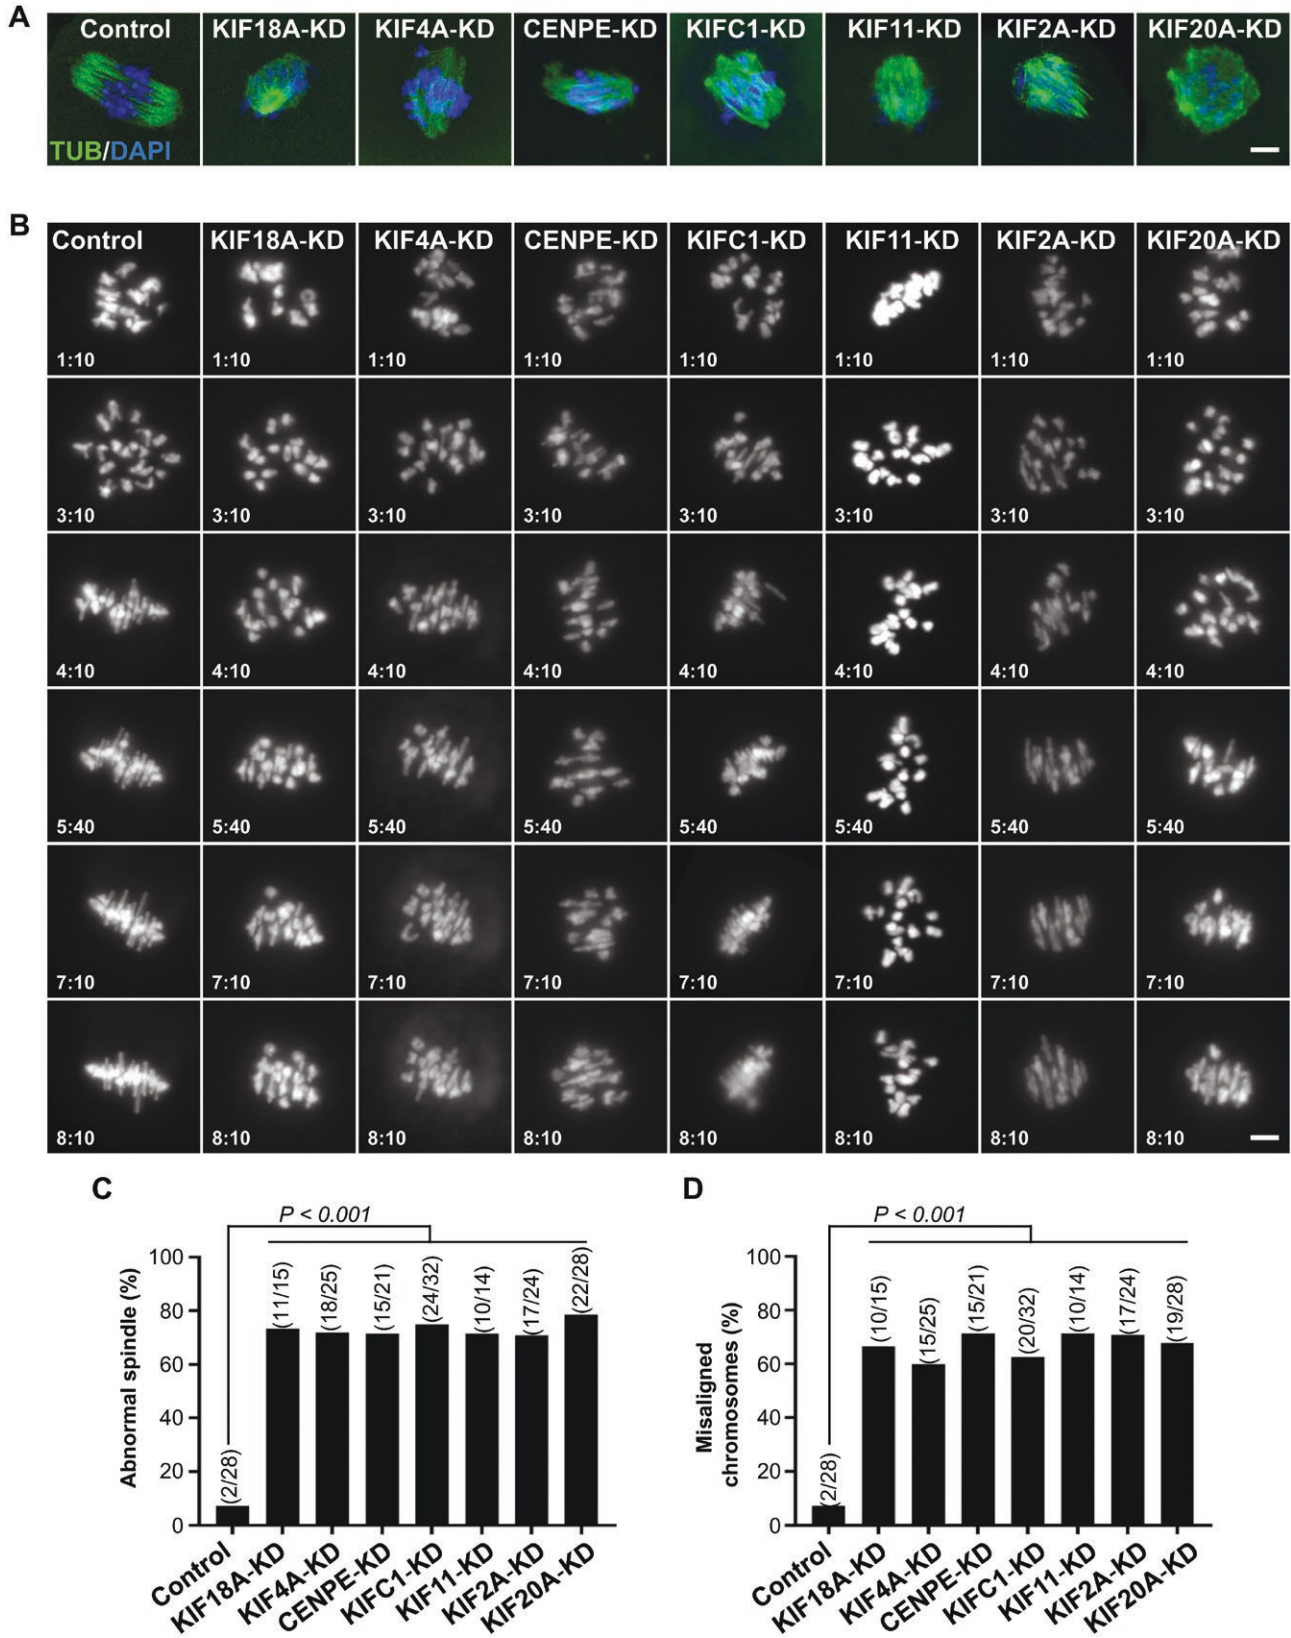 A
Control KIF18A-KD KIF4A-KD CENPE-KD KIFC1-KD KIF11-KD KIF2A-KD KIF20A-KD
TUB/DAPI
B
Control KIF18A-KD KIF4A-KD CENPE-KD KIFC1-KD KIF11-KD KIF2A-KD KIF20A-KD
1:10 1:10 1:10 1:10 1:10 1:10 1:10 1:10
3:10 3:10 3:10 3:10 3:10 3:10 3:10 3:10
4:10 4:10 4:10 4:10 4:10 4:10 4:10 4:10
5:40 5:40 5:40 5:40 5:40 5:40 5:40 5:40
7:10 7:10 7:10 7:10 7:10 7:10 7:10 7:10
8:10 8:10 8:10 8:10 8:10 8:10 8:10 8:10
C
P < 0.001
Abnormal spindle (%)
100
80
60
40
20
0
(2/28)
(11/15)
(18/25)
(15/21)
(24/32)
(10/14)
(17/24)
(22/28)
Control
KIF18A-KD
KIF4A-KD
CENPE-KD
KIFC1-KD
KIF11-KD
KIF2A-KD
KIF20A-KD
D
P < 0.001
Misaligned
chromosomes (%)
100
80
60
40
20
0
(2/28)
(10/15)
(15/25)
(15/21)
(20/32)
(10/14)
(17/24)
(19/28)
Control
KIF18A-KD
KIF4A-KD
CENPE-KD
KIFC1-KD
KIF11-KD
KIF2A-KD
KIF20A-KD